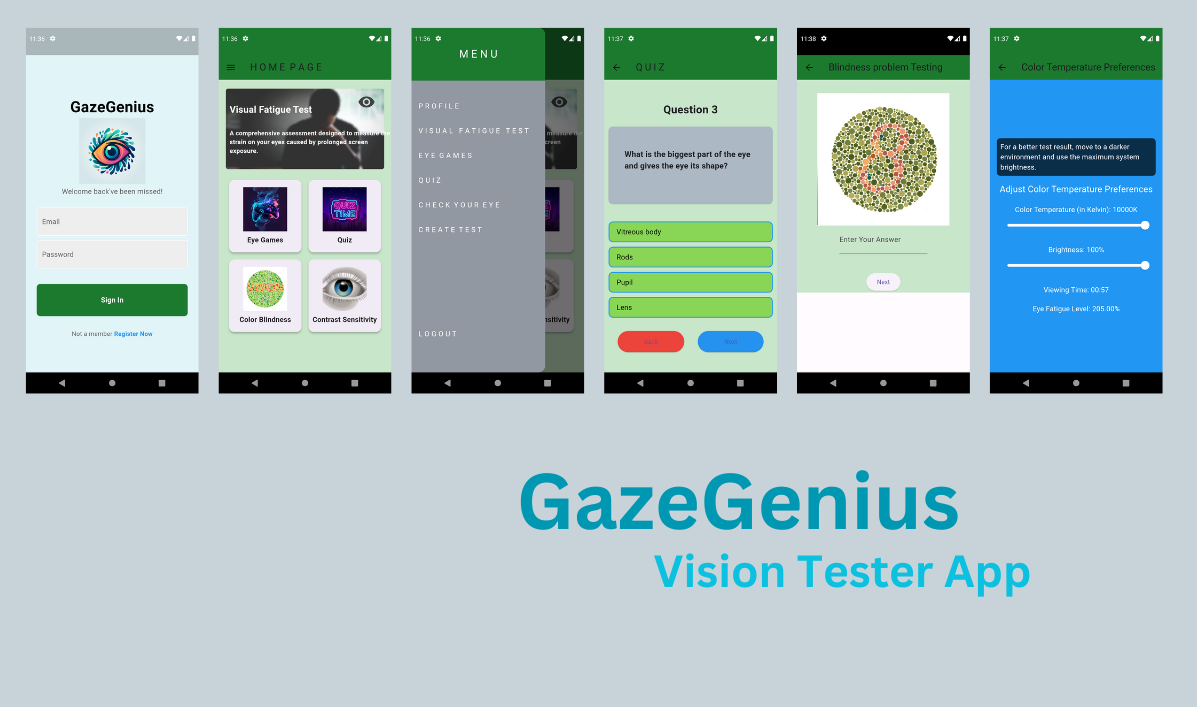 11:36
GazeGenius
Welcome back've been missed!
Email
Password
Sign In
Not a member Register Now
11:36
HOME PAGE
Visual Fatigue Test
A comprehensive assessment designed to measure the
strain on your eyes caused by prolonged screen
exposure.
QUIZ
TIME
Eye Games
Quiz
Color Blindness
Contrast Sensitivity
11:36
MENU
PROFILE
VISUAL FATIGUE TEST
EYE GAMES
QUIZ
CHECK YOUR EYE
CREATE TEST
LOGOUT
measure the
screen
nsitivity
11:37
QUIZ
Question 3
What is the biggest part of the eye
and gives the eye its shape?
Vitreous body
Rods
Pupil
Lens
Back
Next
11:38
Blindness problem Testing
8
Enter Your Answer
Next
11:37
Color Temperature Preferences
For a better test result, move to a darker
environment and use the maximum system
brightness.
Adjust Color Temperature Preferences
Color Temperature (in Kelvin): 10000K
Brightness: 100%
Viewing Time: 00:57
Eye Fatigue Level: 205.00%
GazeGenius
Vision Tester App